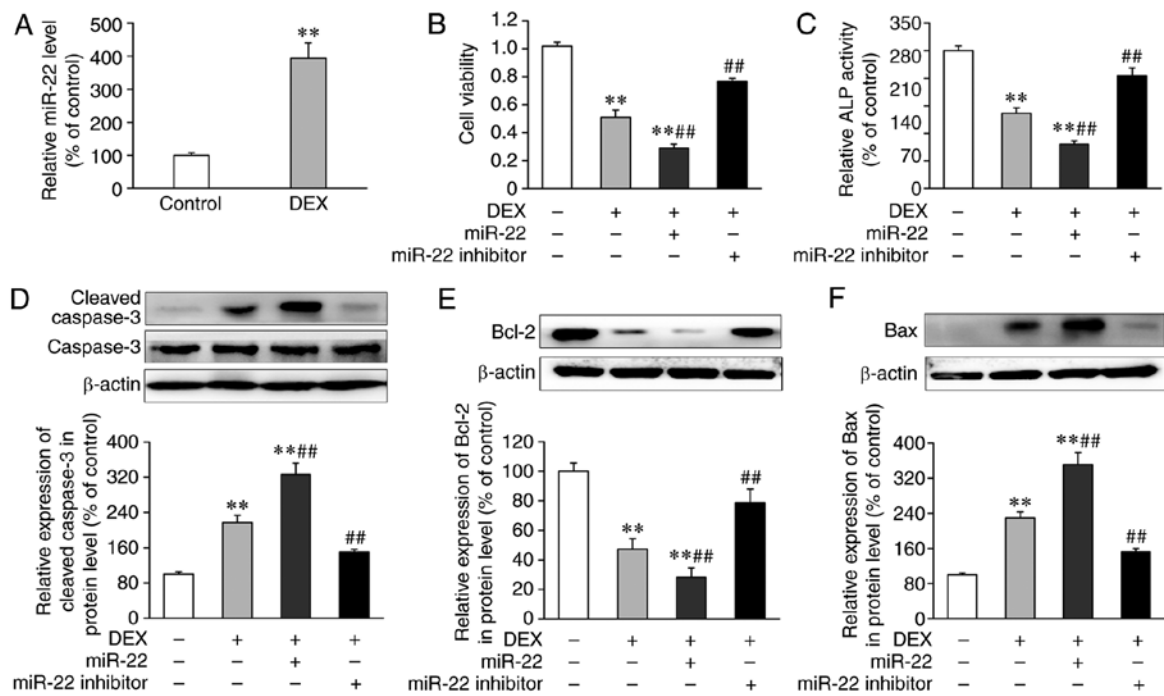 A
Relative miR-22 level
(% of control)
500
400
300
200
100
0
**
Control
DEX
B
Cell viability
1.2
1.0
0.8
0.6
0.4
0.2
0
**
**##
##
DEX – + + +
miR-22 – – + –
miR-22 inhibitor – – – +
C
Relative ALP activity
(% of control)
350
280
210
140
70
0
**
**##
##
DEX – + + +
miR-22 – – + –
miR-22 inhibitor – – – +
D
Cleaved
caspase-3
Caspase-3
β-actin
Relative expression of
cleaved caspase-3 in
protein level (% of control)
400
320
240
160
80
0
**
**##
##
DEX – + + +
miR-22 – – + –
miR-22 inhibitor – – – +
E
Bcl-2
β-actin
Relative expression of Bcl-2
in protein level (% of control)
120
100
80
60
40
20
0
**
**##
##
DEX – + + +
miR-22 – – + –
miR-22 inhibitor – – – +
F
Bax
β-actin
Relative expression of Bax
in protein level (% of control)
400
320
240
160
80
0
**
**##
##
DEX – + + +
miR-22 – – + –
miR-22 inhibitor – – – +